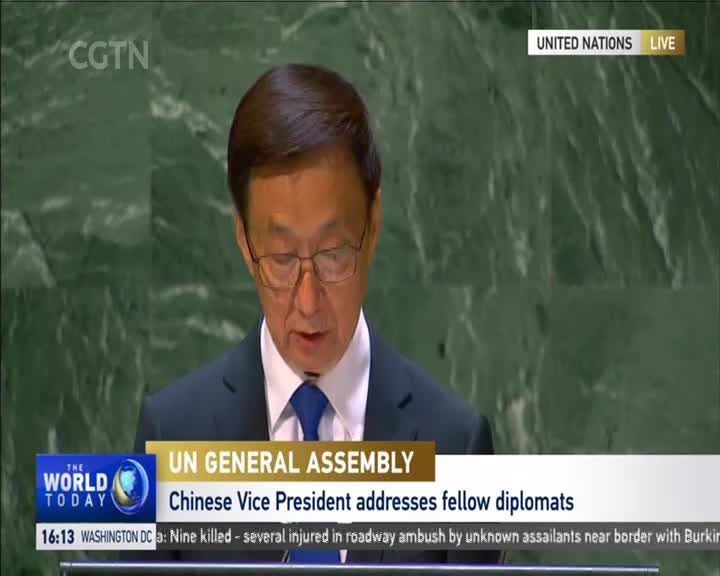 CGTN
UNITED NATIONS LIVE
UN GENERAL ASSEMBLY
THE
WORLD
TODAY
Chinese Vice President addresses fellow diplomats
16:13 WASHINGTON DC a: Nine killed - several injured in roadway ambush by unknown assailants near border with Burkin